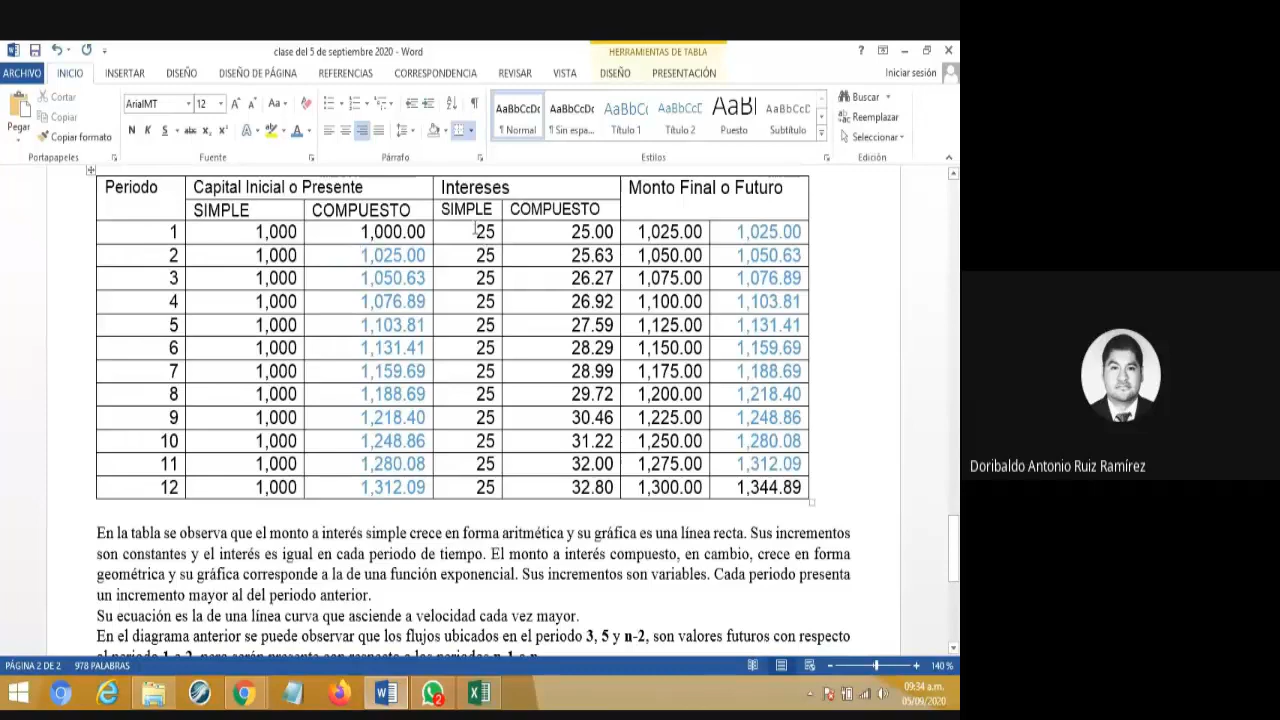 clase del 5 de septiembre 2020 - Word
HERRAMIENTAS DE TABLA
?
ARCHIVO INICIO INSERTAR DISEÑO DISEÑO DE PÁGINA REFERENCIAS CORRESPONDENCIA REVISAR VISTA DISEÑO PRESENTACIÓN Iniciar sesión
Pegar
Cortar
Copiar
Copiar formato
Portapapeles
ArialMT 12
N K S abc x₂ x²
Fuente
Párrafo
AaBbCcDc AaBbCcDc AaBbC AaBbCcC AaBl AaBbCcD
¶ Normal ¶ Sin espa... Título 1 Título 2 Puesto Subtítulo
Estilos
Buscar
Reemplazar
Seleccionar
Edición
Periodo Capital Inicial o Presente Intereses Monto Final o Futuro
SIMPLE COMPUESTO SIMPLE COMPUESTO
1 1,000 1,000.00 25 25.00 1,025.00 1,025.00
2 1,000 1,025.00 25 25.63 1,050.00 1,050.63
3 1,000 1,050.63 25 26.27 1,075.00 1,076.89
4 1,000 1,076.89 25 26.92 1,100.00 1,103.81
5 1,000 1,103.81 25 27.59 1,125.00 1,131.41
6 1,000 1,131.41 25 28.29 1,150.00 1,159.69
7 1,000 1,159.69 25 28.99 1,175.00 1,188.69
8 1,000 1,188.69 25 29.72 1,200.00 1,218.40
9 1,000 1,218.40 25 30.46 1,225.00 1,248.86
10 1,000 1,248.86 25 31.22 1,250.00 1,280.08
11 1,000 1,280.08 25 32.00 1,275.00 1,312.09
12 1,000 1,312.09 25 32.80 1,300.00 1,344.89
En la tabla se observa que el monto a interés simple crece en forma aritmética y su gráfica es una línea recta. Sus incrementos
son constantes y el interés es igual en cada periodo de tiempo. El monto a interés compuesto, en cambio, crece en forma
geométrica y su gráfica corresponde a la de una función exponencial. Sus incrementos son variables. Cada periodo presenta
un incremento mayor al del periodo anterior.
Su ecuación es la de una línea curva que asciende a velocidad cada vez mayor.
En el diagrama anterior se puede observar que los flujos ubicados en el periodo 3, 5 y n-2, son valores futuros con respecto
PÁGINA 2 DE 2 978 PALABRAS 140 %
2
09:34 a.m.
05/09/2020
Doribaldo Antonio Ruiz Ramírez